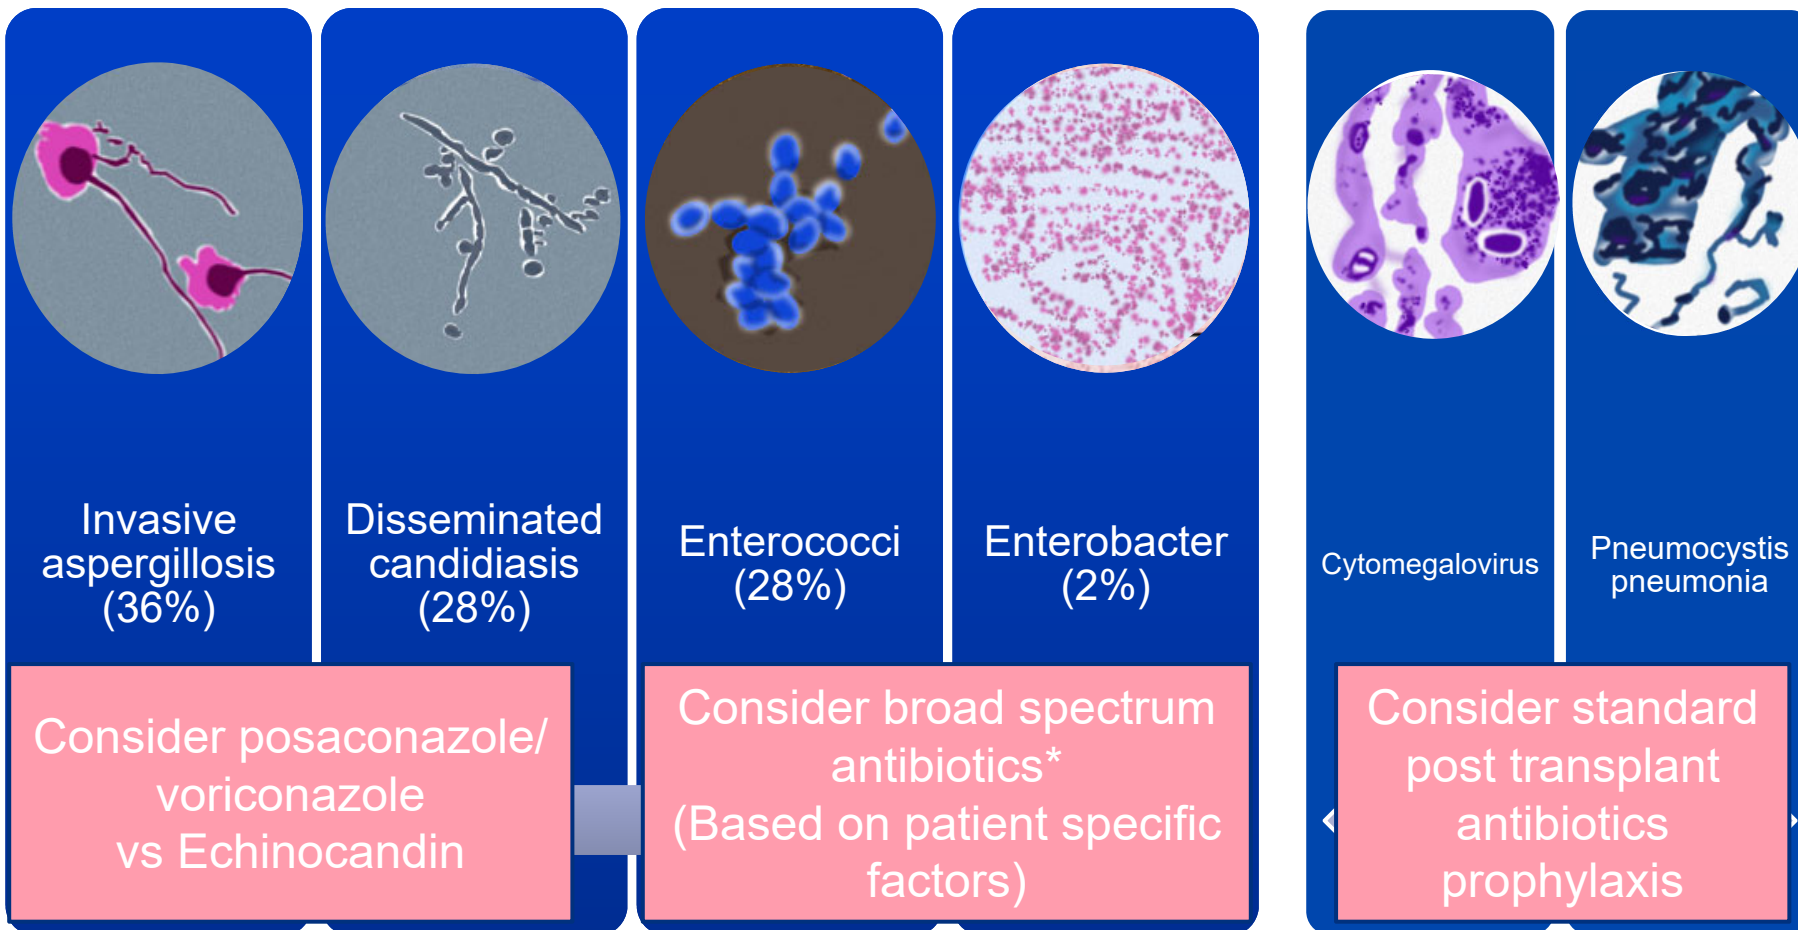 Invasive
aspergillosis
(36%)
Disseminated
candidiasis
(28%)
Enterococci
(28%)
Enterobacter
(2%)
Cytomegalovirus
Pneumocystis
pneumonia
Consider posaconazole/
voriconazole
vs Echinocandin
Consider broad spectrum
antibiotics*
(Based on patient specific
factors)
Consider standard
post transplant
antibiotics
prophylaxis